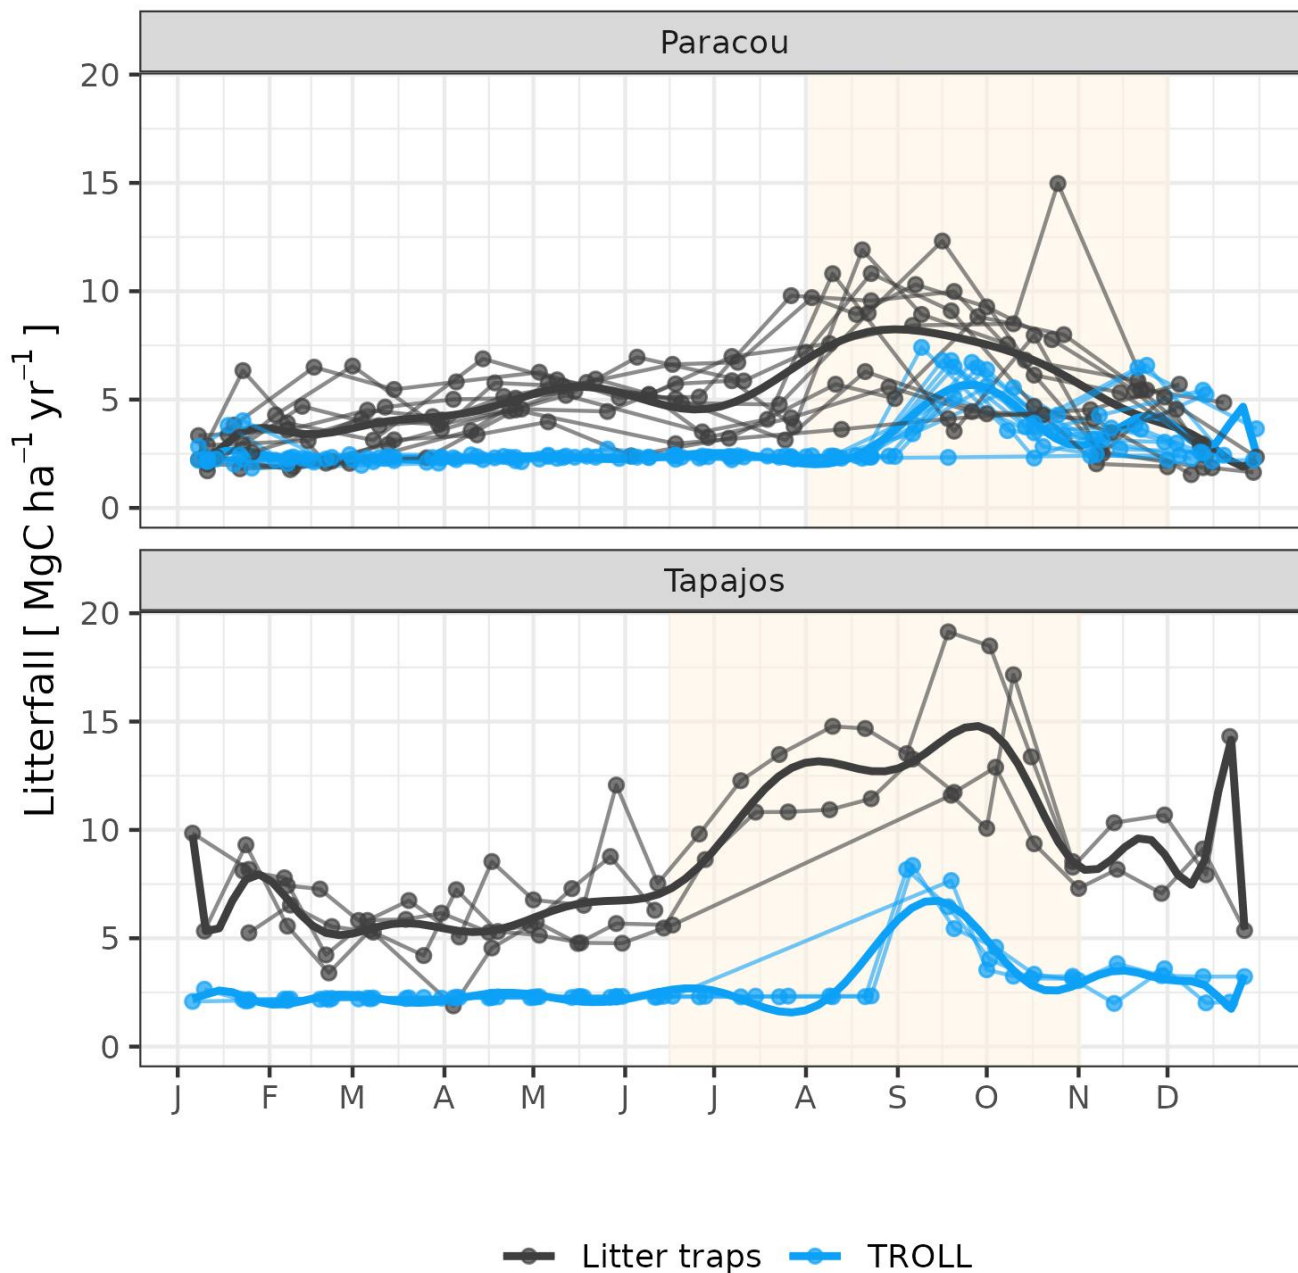 Paracou
20
15
10
5
0
Litterfall [ MgC ha⁻¹ yr⁻¹ ]
Tapajos
20
15
10
5
0
J F M A M J J A S O N D
Litter traps TROLL